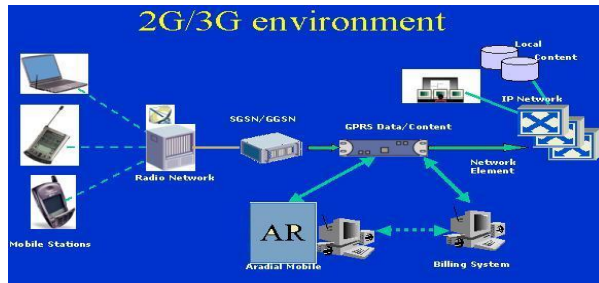 2G/3G environment
Local
Content
IP Network
SGSN/GGSN
GPRS Data/Content
Radio Network
Network
Element
Mobile Stations
AR
Aradial Mobile
Billing System